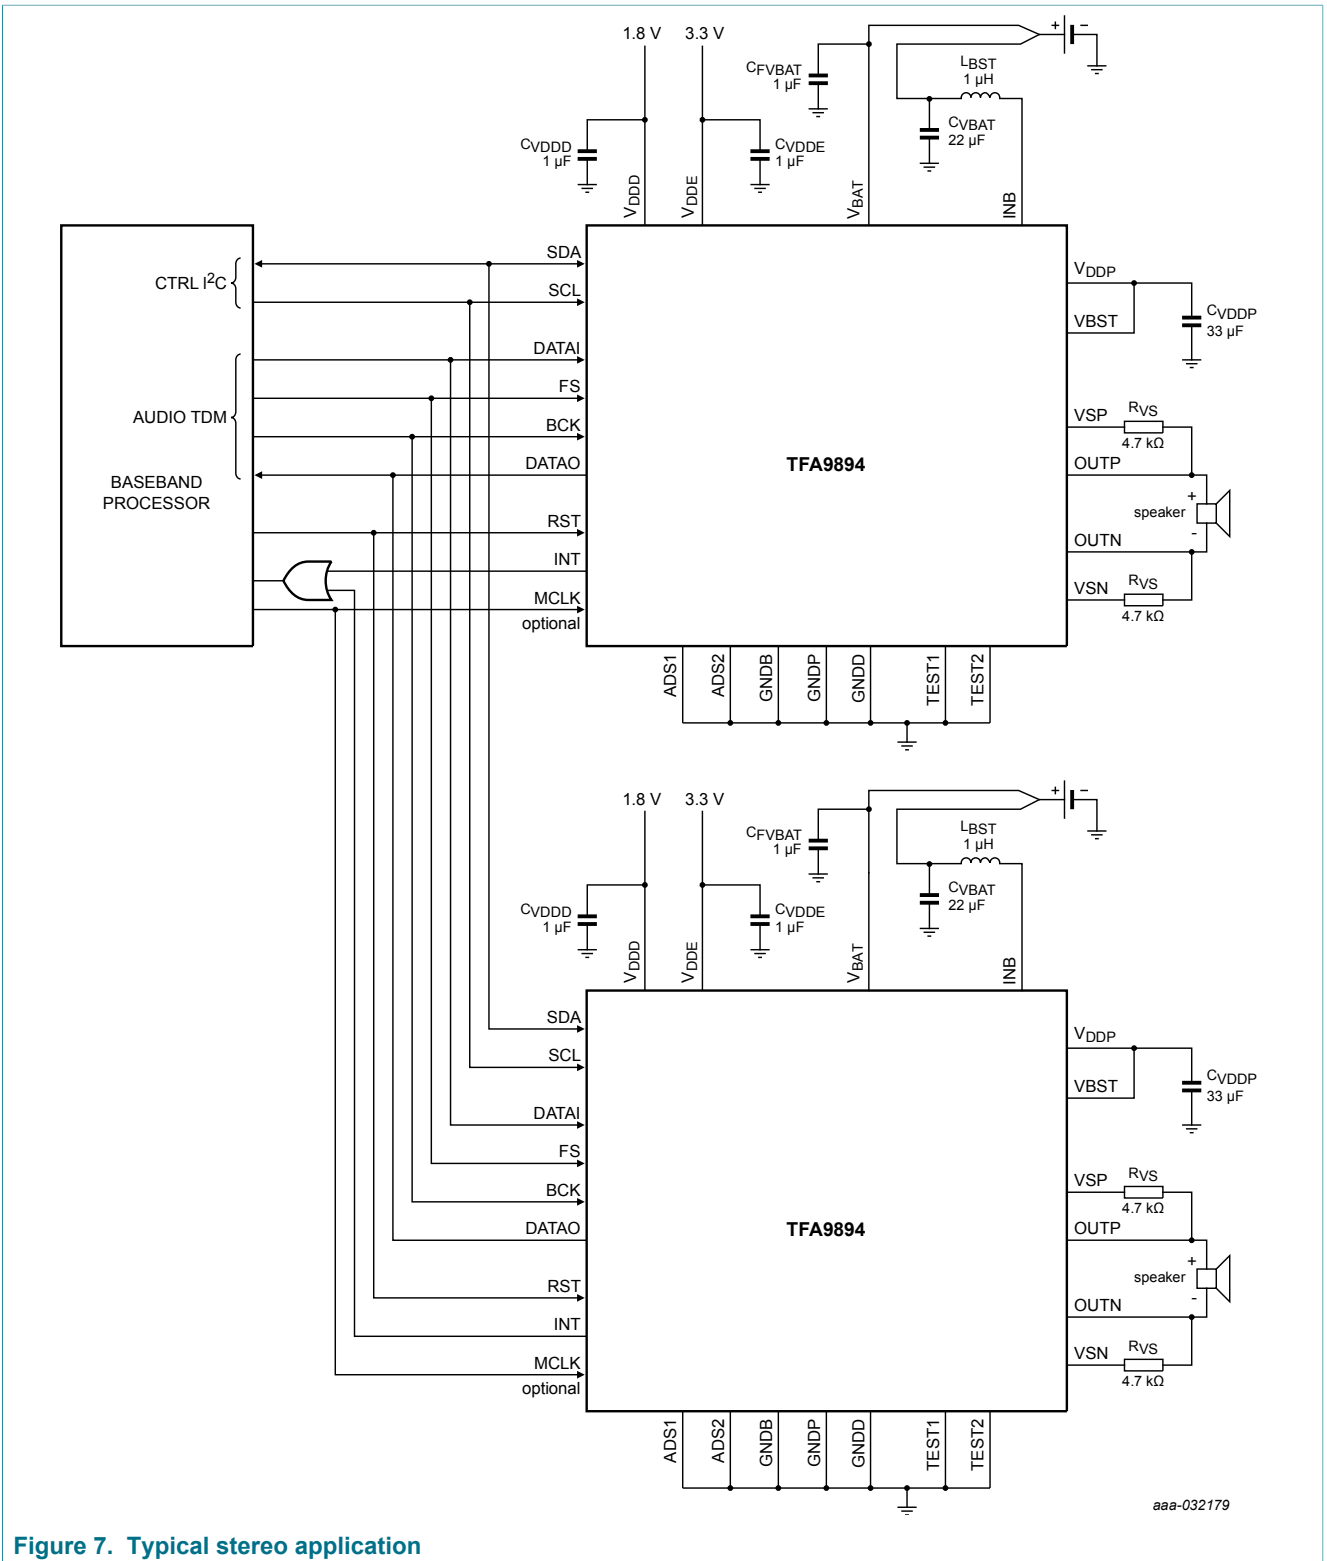 1.8 V
3.3 V
CFVBAT
1 µF
+ -
LBST
1 µH
CVDDD
1 µF
CVDDE
1 µF
CVBAT
22 µF
VDDD
VDDE
VBAT
INB
CTRL I2C
AUDIO TDM
BASEBAND
PROCESSOR
SDA
SCL
DATAI
FS
BCK
DATAO
RST
INT
MCLK
optional
TFA9894
VDDP
VBST
CVDDP
33 µF
VSP
RVS
4.7 kΩ
OUTP
+
speaker
-
OUTN
VSN
RVS
4.7 kΩ
ADS1
ADS2
GNDB
GNDP
GNDD
TEST1
TEST2
1.8 V
3.3 V
CFVBAT
1 µF
+ -
LBST
1 µH
CVDDD
1 µF
CVDDE
1 µF
CVBAT
22 µF
VDDD
VDDE
VBAT
INB
SDA
SCL
DATAI
FS
BCK
DATAO
RST
INT
MCLK
optional
TFA9894
VDDP
VBST
CVDDP
33 µF
VSP
RVS
4.7 kΩ
OUTP
+
speaker
-
OUTN
VSN
RVS
4.7 kΩ
ADS1
ADS2
GNDB
GNDP
GNDD
TEST1
TEST2
aaa-032179
Figure 7. Typical stereo application